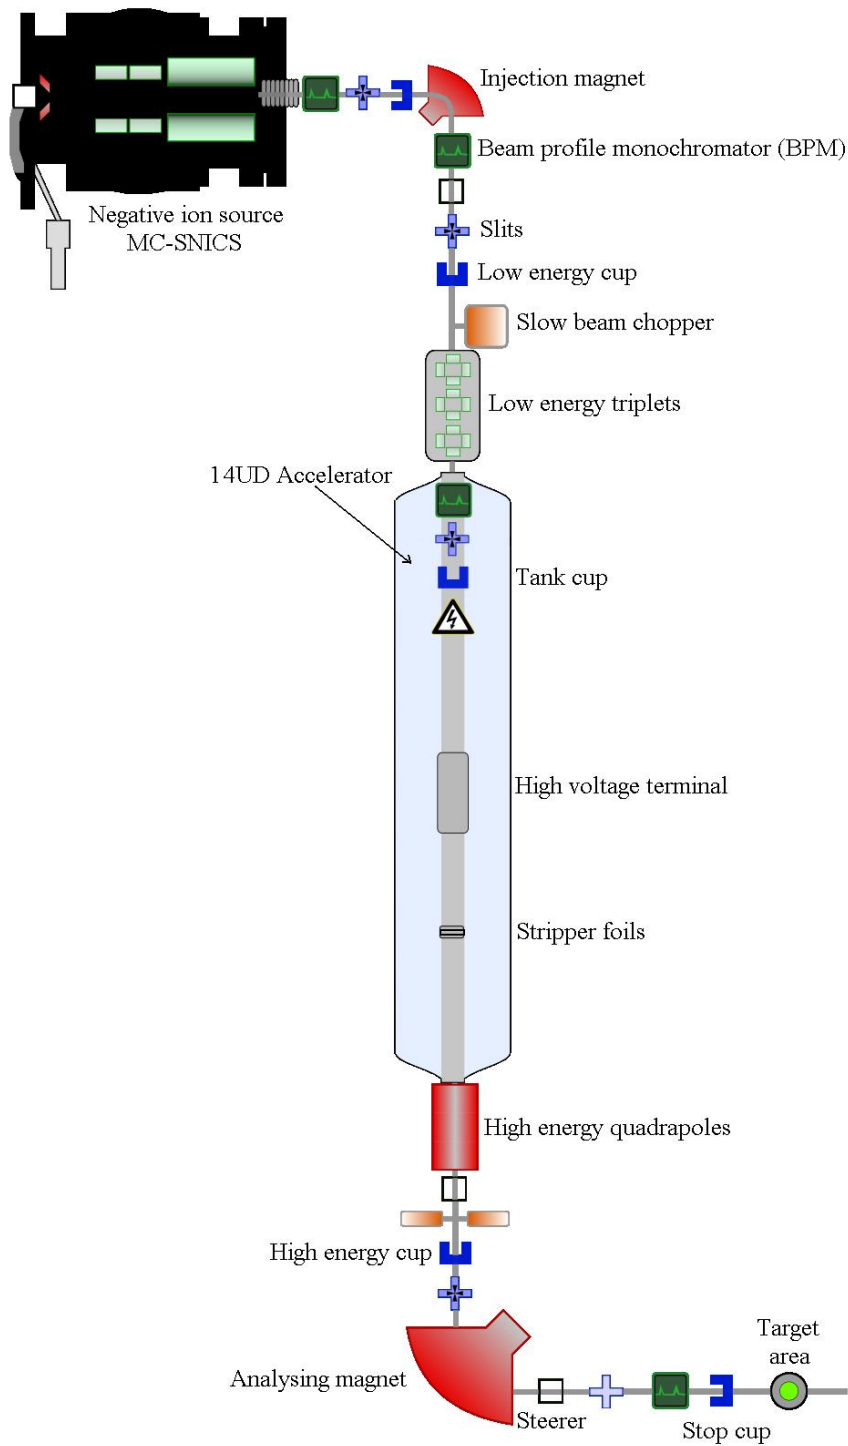 Injection magnet
Beam profile monochromator (BPM)
Negative ion source
MC-SNICS
Slits
Low energy cup
Slow beam chopper
Low energy triplets
14UD Accelerator
Tank cup
High voltage terminal
Stripper foils
High energy quadrapoles
High energy cup
Target
area
Analysing magnet
Steerer
Stop cup